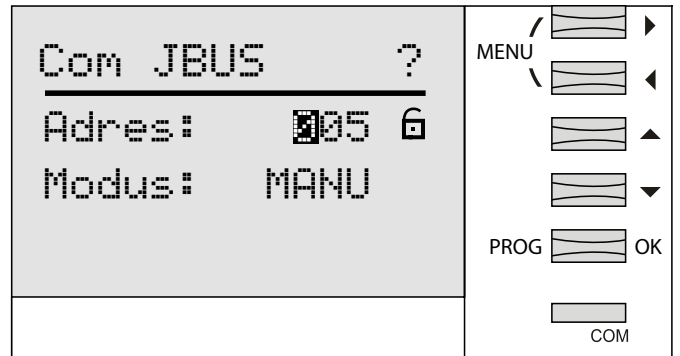 Com JBUS ?
Adres: 005
Modus: MANU
MENU
PROG OK
COM